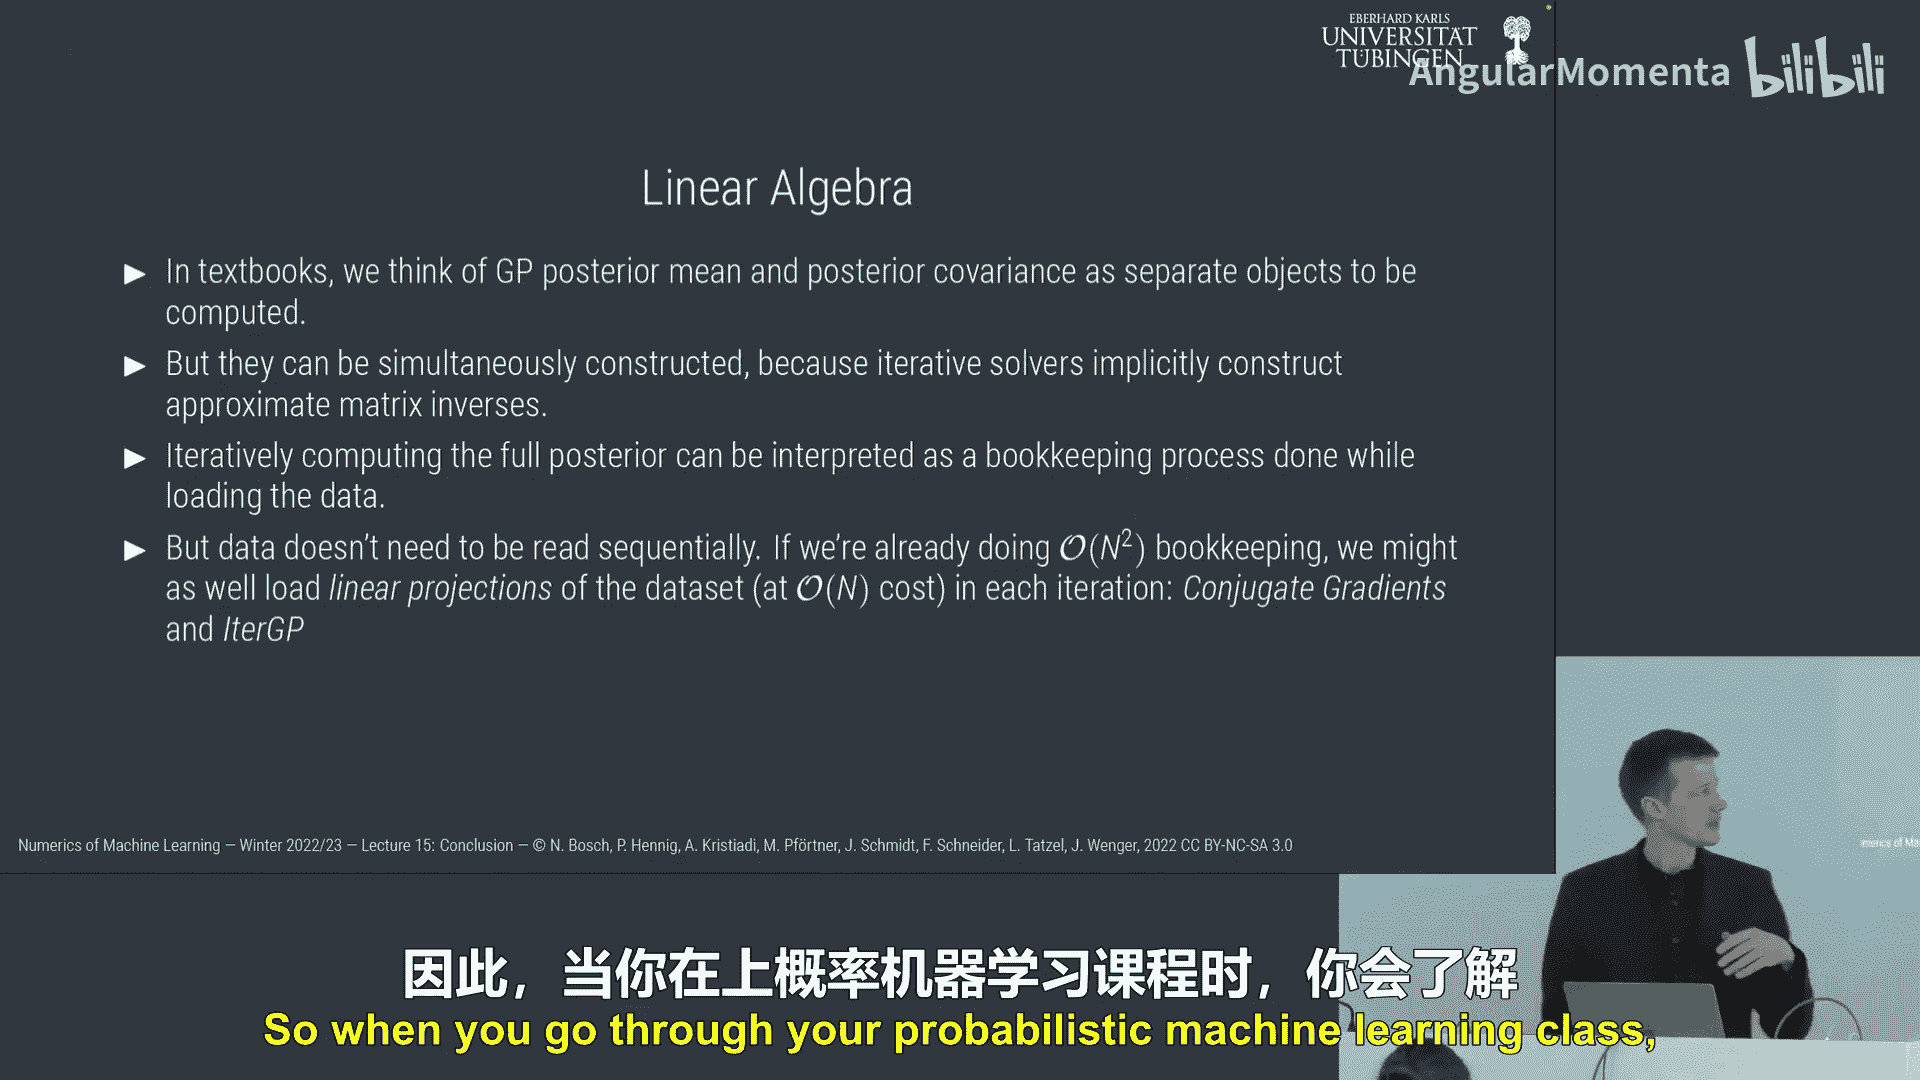 EBERHARD KARLS
UNIVERSITÄT
TÜBINGEN
AngularMomenta bilibili
Linear Algebra
► In textbooks, we think of GP posterior mean and posterior covariance as separate objects to be
computed.
► But they can be simultaneously constructed, because iterative solvers implicitly construct
approximate matrix inverses.
► Iteratively computing the full posterior can be interpreted as a bookkeeping process done while
loading the data.
► But data doesn't need to be read sequentially. If we're already doing 𝒪(N²) bookkeeping, we might
as well load linear projections of the dataset (at 𝒪(N) cost) in each iteration: Conjugate Gradients
and IterGP
Numerics of Machine Learning — Winter 2022/23 — Lecture 15: Conclusion — © N. Bosch, P. Hennig, A. Kristiadi, M. Pförtner, J. Schmidt, F. Schneider, L. Tatzel, J. Wenger, 2022 CC BY-NC-SA 3.0
因此，当你在上概率机器学习课程时，你会了解
So when you go through your probabilistic machine learning class,